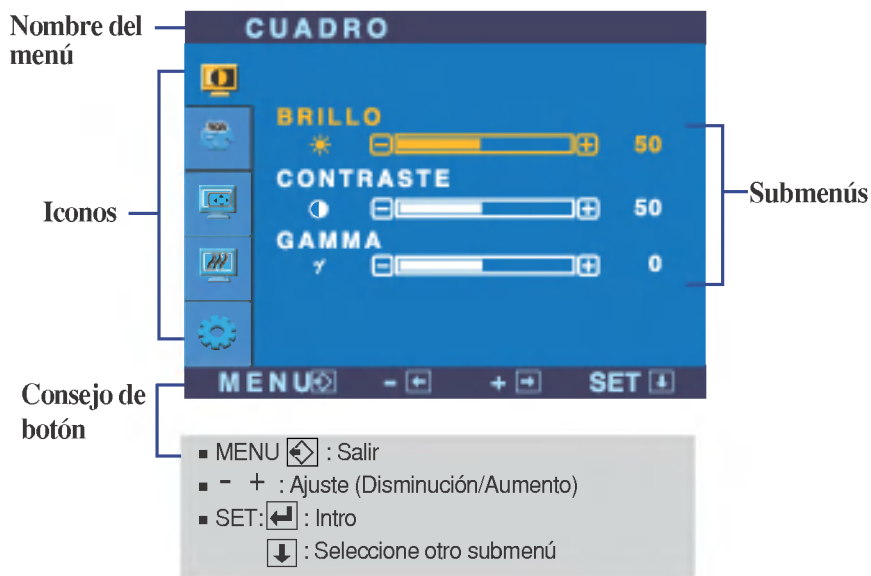 Nombre del
menú
CUADRO
Iconos
BRILLO
50
CONTRASTE
50
GAMMA
0
Submenús
MENU - + SET
Consejo de
botón
MENU : Salir
- + : Ajuste (Disminución/Aumento)
SET: : Intro
: Seleccione otro submenú